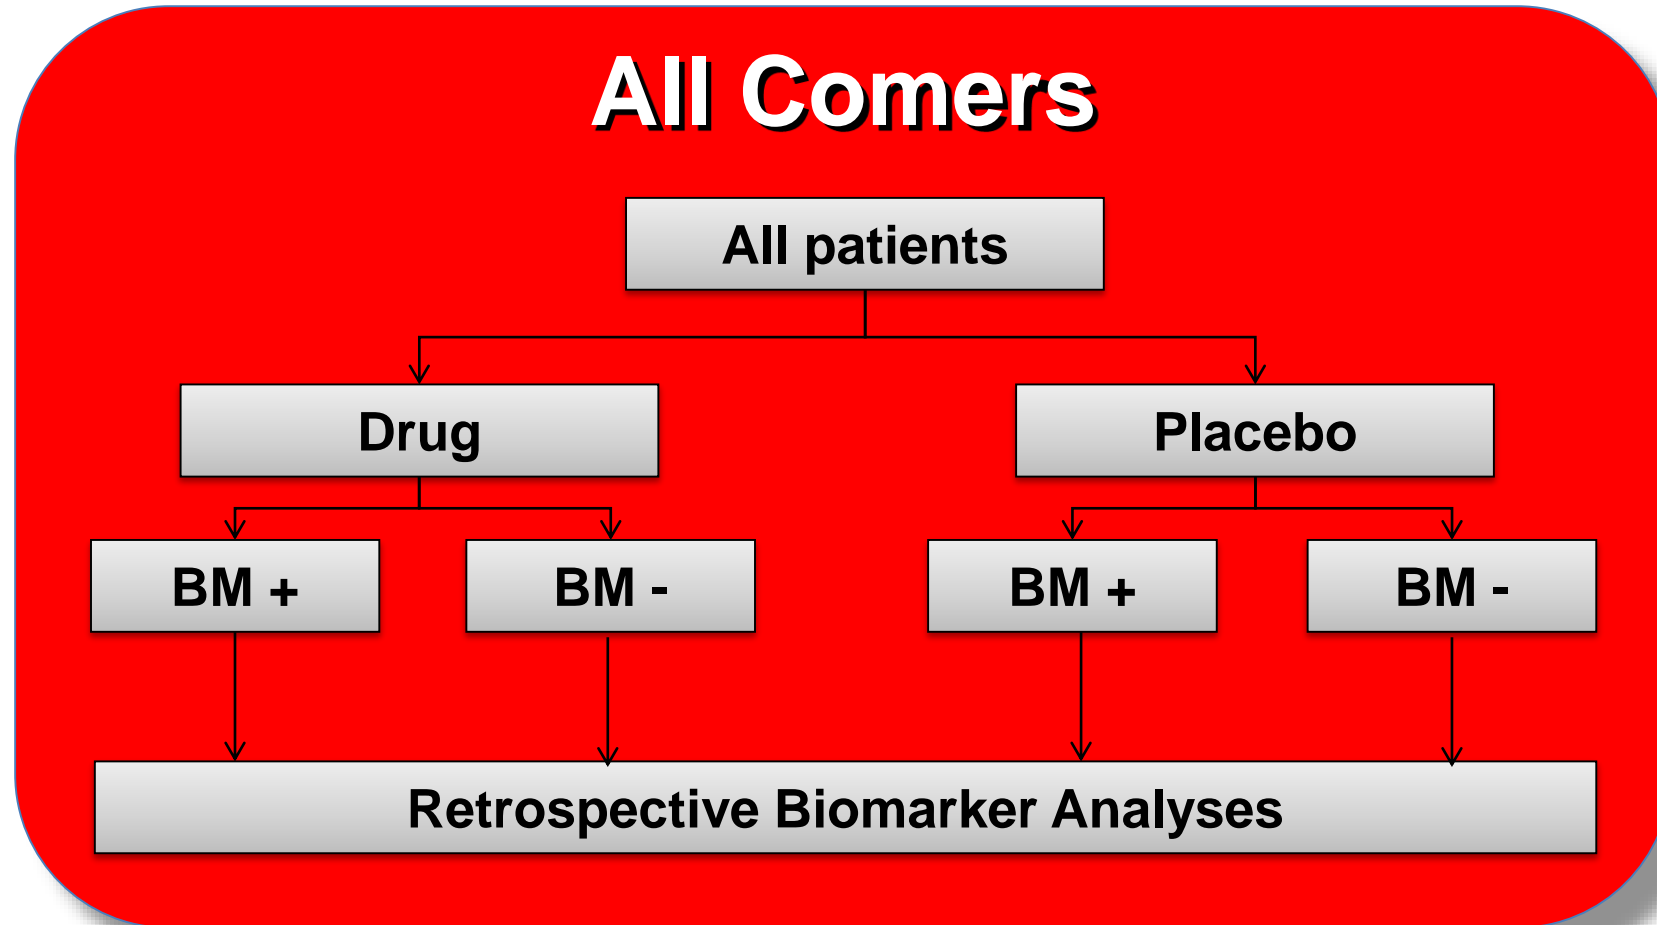 All Comers
All patients
Drug
Placebo
BM +
BM -
BM +
BM -
Retrospective Biomarker Analyses